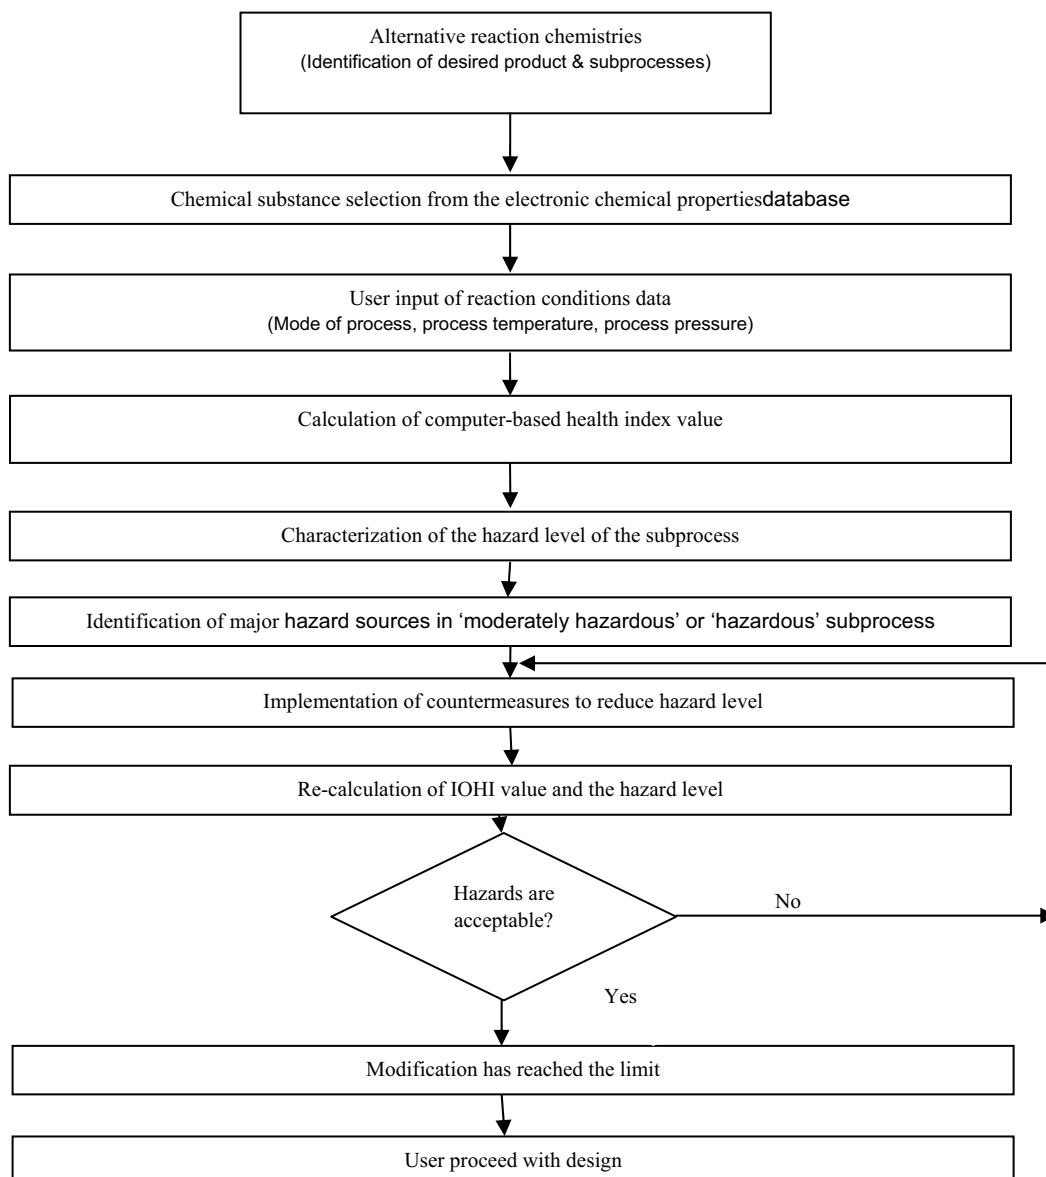 Alternative reaction chemistries
(Identification of desired product & subprocesses)
Chemical substance selection from the electronic chemical propertiesdatabase
User input of reaction conditions data
(Mode of process, process temperature, process pressure)
Calculation of computer-based health index value
Characterization of the hazard level of the subprocess
Identification of major hazard sources in ‘moderately hazardous’ or ‘hazardous’ subprocess
Implementation of countermeasures to reduce hazard level
Re-calculation of IOHI value and the hazard level
Hazards are
acceptable?
No
Yes
Modification has reached the limit
User proceed with design